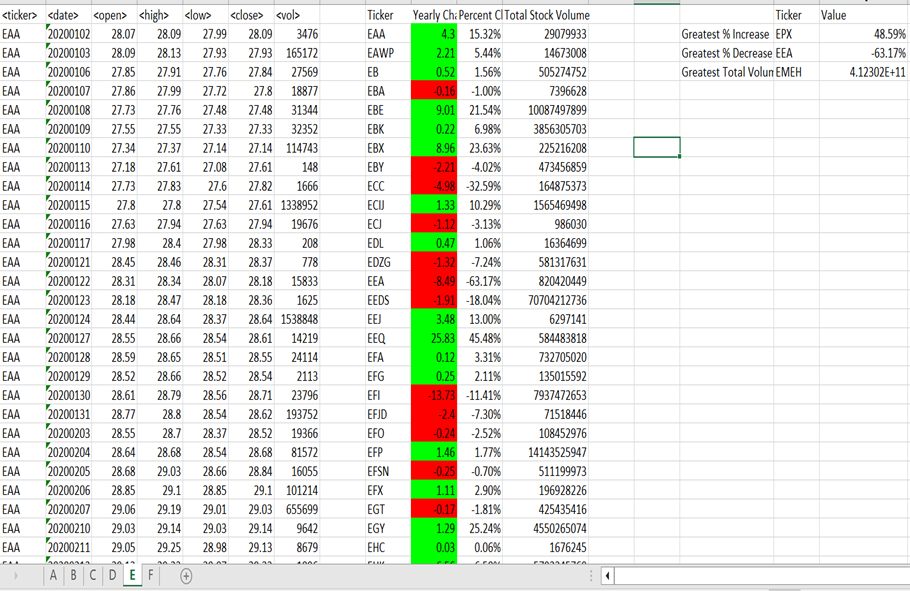 <ticker> <date> <open> <high> <low> <close> <vol> Ticker Yearly Cha Percent Cl Total Stock Volume Ticker Value
EAA 20200102 28.07 28.09 27.99 28.09 3476 EAA 4.3 15.32% 29079933 Greatest % Increase EPX 48.59%
EAA 20200103 28.09 28.13 27.93 27.93 165172 EAWP 2.21 5.44% 14673008 Greatest % Decrease EEA -63.17%
EAA 20200106 27.85 27.91 27.76 27.84 27569 EB 0.52 1.56% 505274752 Greatest Total Volun EMEH 4.12302E+11
EAA 20200107 27.86 27.99 27.72 27.8 18877 EBA -0.16 -1.00% 7396628
EAA 20200108 27.73 27.76 27.48 27.48 31344 EBE 9.01 21.54% 10087497899
EAA 20200109 27.55 27.55 27.33 27.33 32352 EBK 0.22 6.98% 3856305703
EAA 20200110 27.34 27.37 27.14 27.14 114743 EBX 8.96 23.63% 225216208
EAA 20200113 27.18 27.61 27.08 27.61 148 EBY -2.21 -4.02% 473456859
EAA 20200114 27.73 27.83 27.6 27.82 1666 ECC -4.98 -32.59% 164875373
EAA 20200115 27.8 27.8 27.54 27.61 1338952 ECIJ 1.33 10.29% 1565469498
EAA 20200116 27.63 27.94 27.63 27.94 19676 ECJ -1.12 -3.13% 986030
EAA 20200117 27.98 28.4 27.98 28.33 208 EDL 0.47 1.06% 16364699
EAA 20200121 28.45 28.46 28.31 28.37 778 EDZG -1.32 -7.24% 581317631
EAA 20200122 28.31 28.34 28.07 28.18 15833 EEA -8.49 -63.17% 820420449
EAA 20200123 28.18 28.47 28.18 28.36 1625 EEDS -1.91 -18.04% 70704212736
EAA 20200124 28.44 28.64 28.37 28.64 1538848 EEJ 3.48 13.00% 6297141
EAA 20200127 28.55 28.66 28.54 28.61 14219 EEQ 25.83 45.48% 584483818
EAA 20200128 28.59 28.65 28.51 28.55 24114 EFA 0.12 3.31% 732705020
EAA 20200129 28.52 28.66 28.52 28.54 2113 EFG 0.25 2.11% 135015592
EAA 20200130 28.61 28.79 28.56 28.71 23796 EFI -13.73 -11.41% 7937472653
EAA 20200131 28.77 28.8 28.54 28.62 193752 EFJD -2.4 -7.30% 71518446
EAA 20200203 28.55 28.7 28.37 28.52 19366 EFO -0.24 -2.52% 108452976
EAA 20200204 28.64 28.68 28.54 28.68 81572 EFP 1.46 1.77% 14143525947
EAA 20200205 28.68 29.03 28.66 28.84 16055 EFSN -0.25 -0.70% 511199973
EAA 20200206 28.85 29.1 28.85 29.1 101214 EFX 1.11 2.90% 196928226
EAA 20200207 29.06 29.19 29.01 29.03 655699 EGT -0.17 -1.81% 425435416
EAA 20200210 29.03 29.14 29.03 29.14 9642 EGY 1.29 25.24% 4550265074
EAA 20200211 29.05 29.25 28.98 29.13 8679 EHC 0.03 0.06% 1676245
A B C D E F